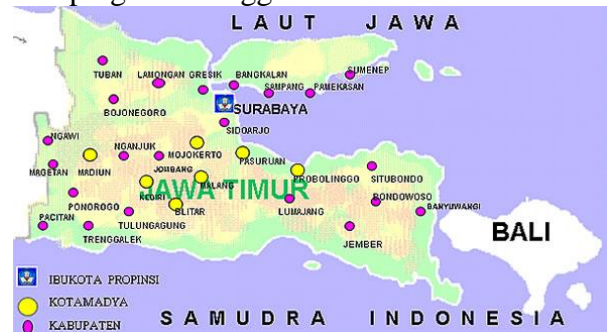 LAUT JAWA
TUBAN
LAMONGAN
GRESIK
BANGKALAN
SUMENEP
SAMPANG
PAMEKASAN
BOJONEGORO
SURABAYA
SIDOARJO
NGAWI
NGANJUK
MOJOKERTO
MAGETAN
MADIUN
JOMBANG
PASURUAN
PROBOLINGGO
SITUBONDO
MALANG
JAWA TIMUR
KEDIRI
BONDOWOSO
PONOROGO
BLITAR
LUMAJANG
BANYUWANGI
PACITAN
TULUNGAGUNG
TRENGGALEK
JEMBER
BALI
IBUKOTA PROPINSI
KOTAMADYA
KABUPATEN
SAMUDRA INDONESIA